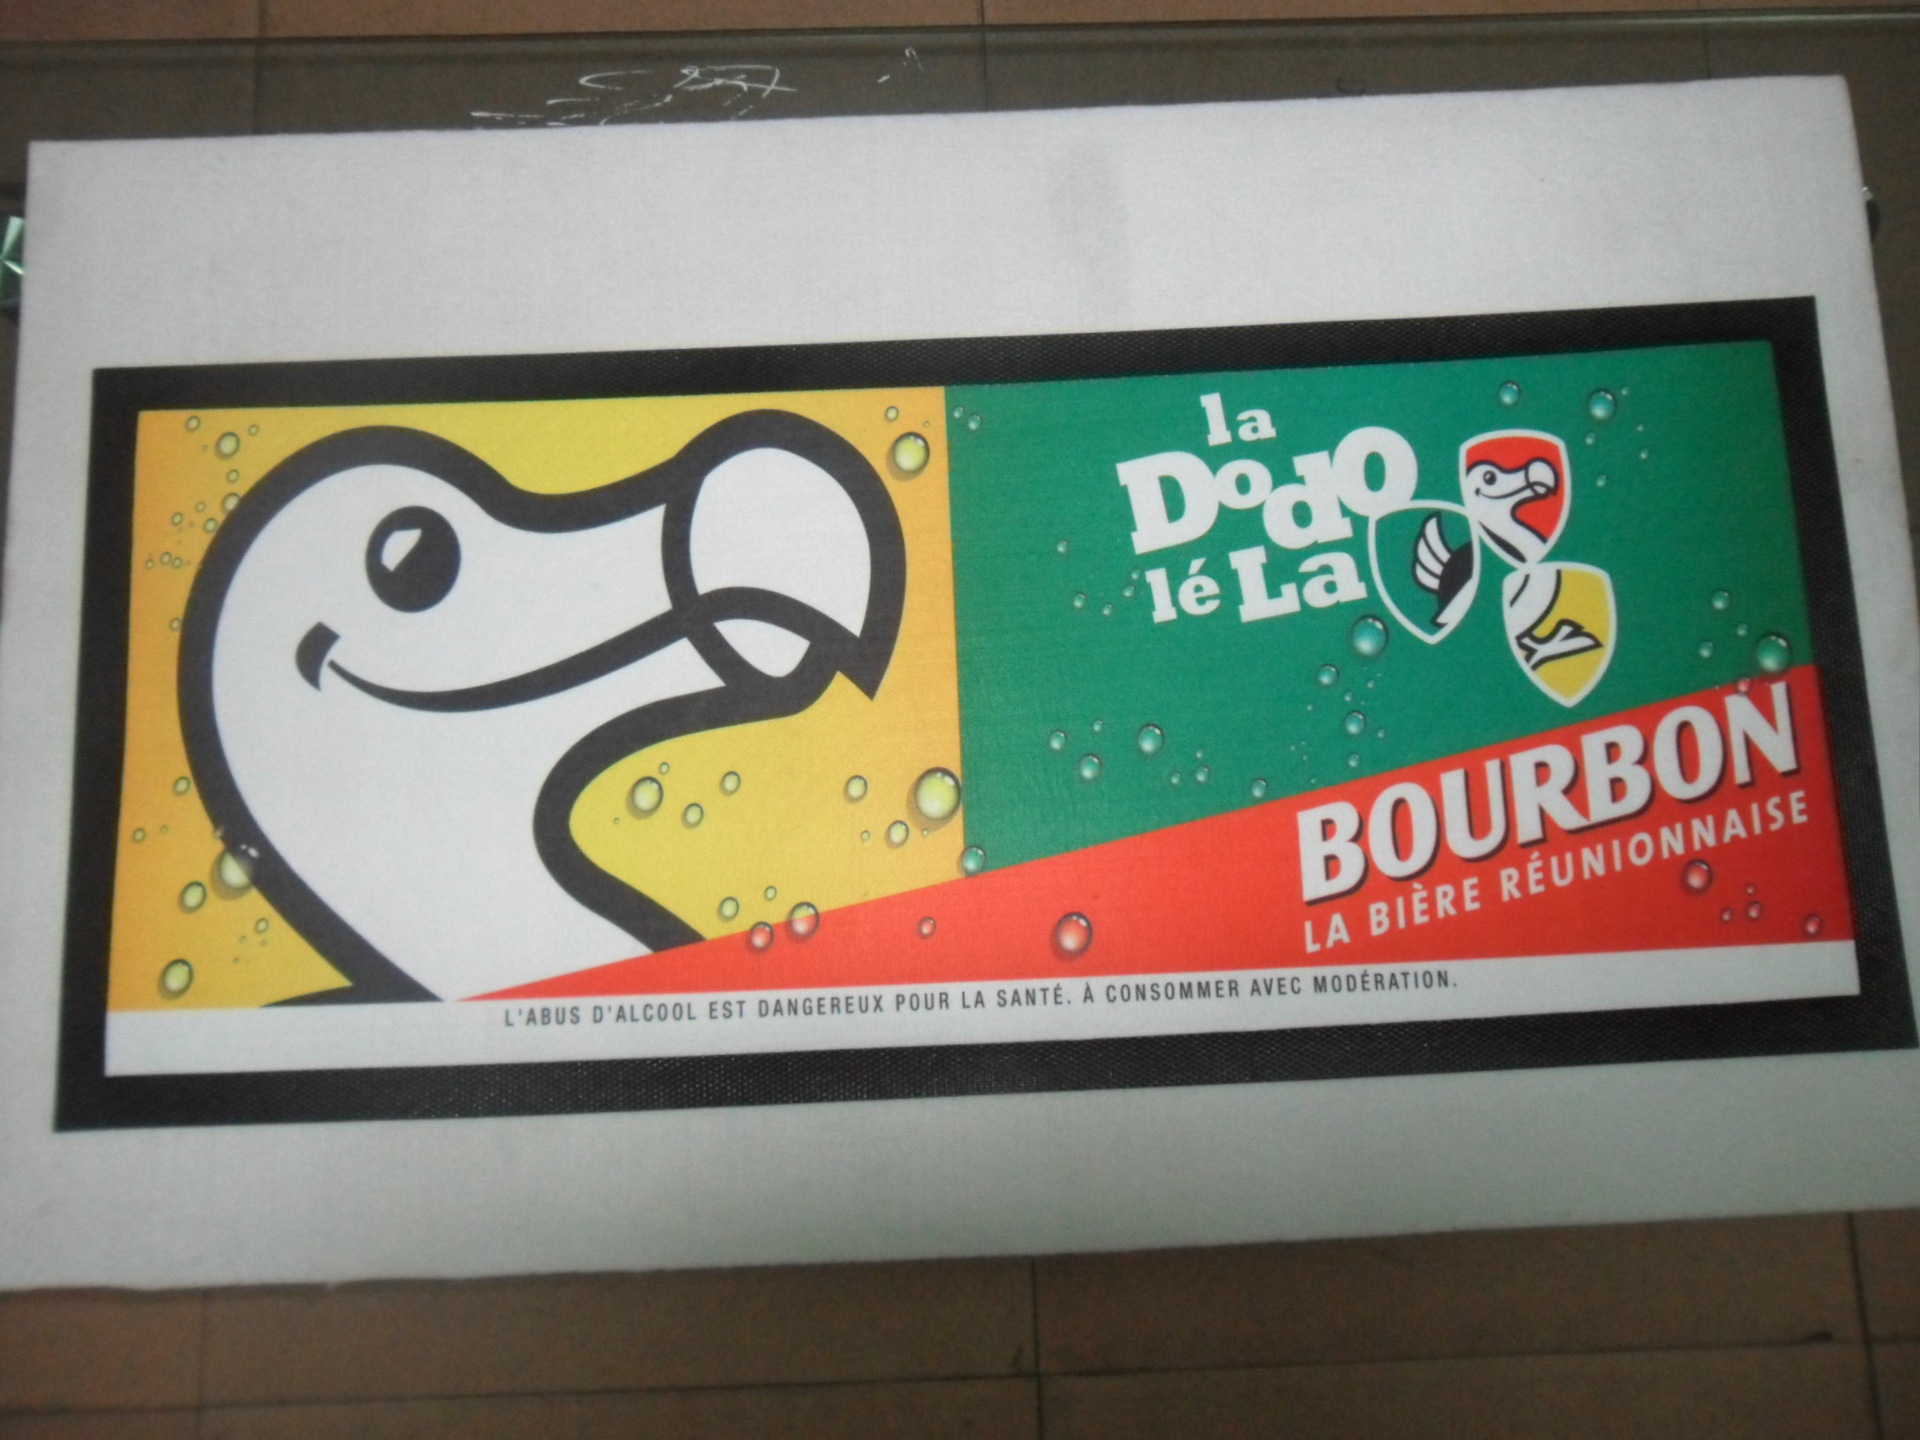 la
Dodo
lé La
BOURBON
LA BIÈRE RÉUNIONNAISE
L'ABUS D'ALCOOL EST DANGEREUX POUR LA SANTÉ. À CONSOMMER AVEC MODÉRATION.